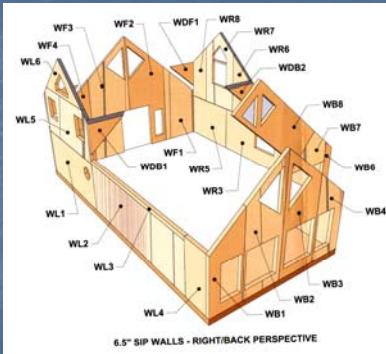 WF3
WF2
WDF1
WR8
WR7
WF4
WR6
WL6
WDB2
WB8
WL5
WB7
WB6
WDB1
WF1
WR5
WR3
WB4
WL1
WL2
WL3
WB3
WB2
WL4
WB1
6.5" SIP WALLS - RIGHT/BACK PERSPECTIVE